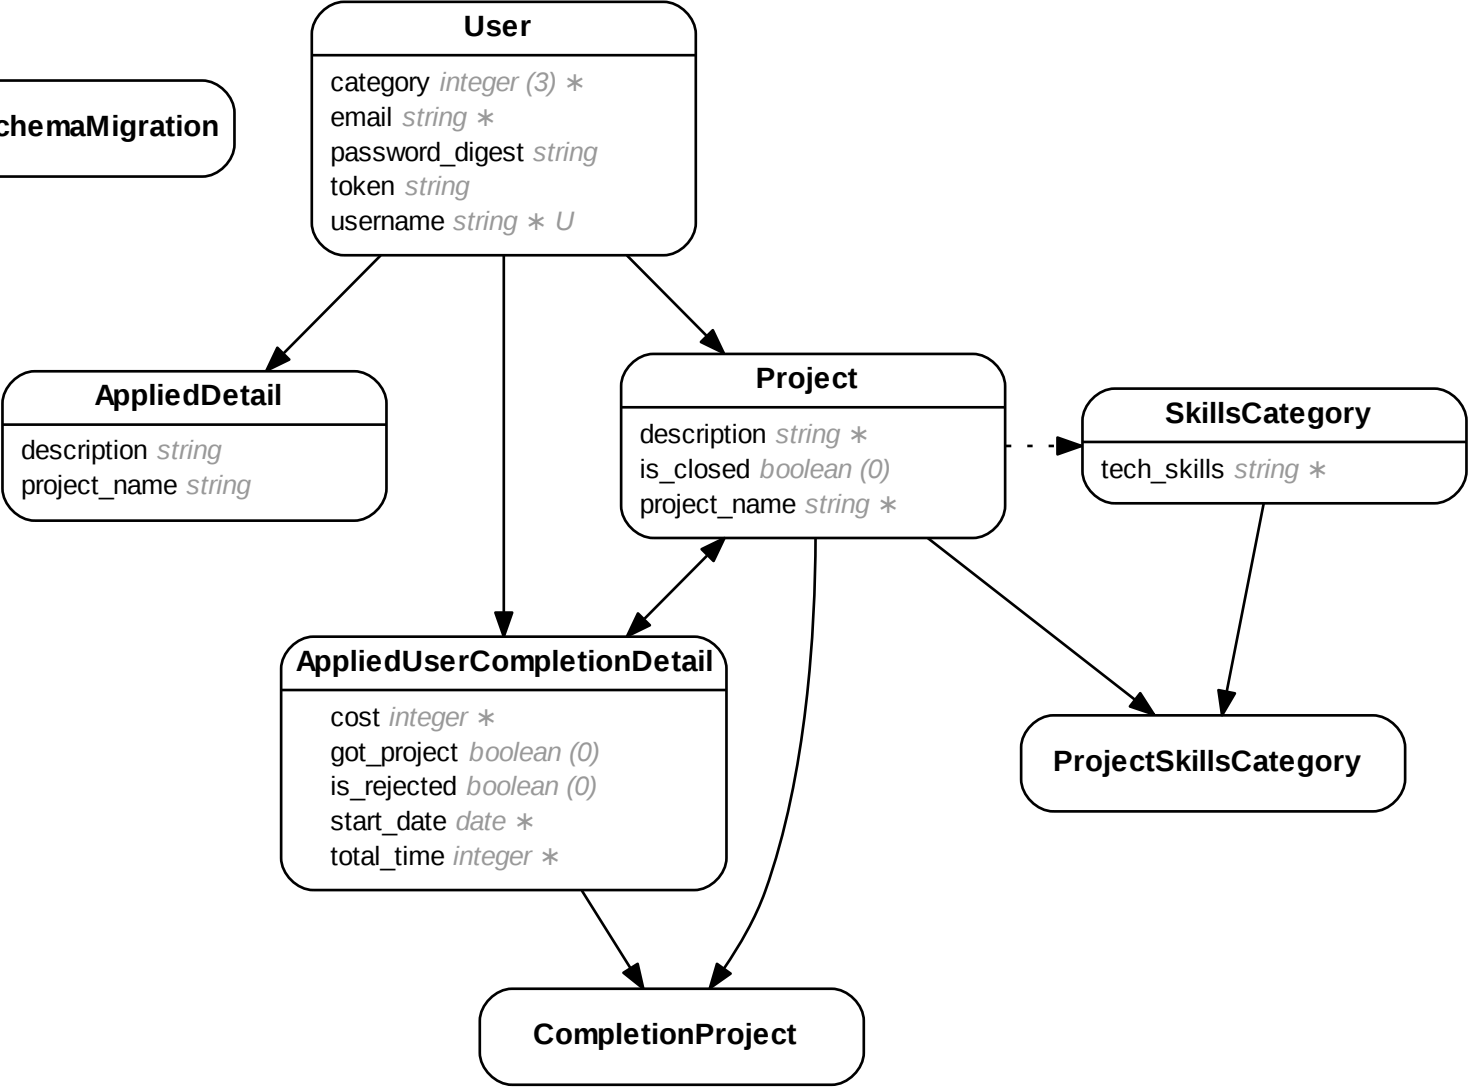 User
category integer (3) ∗
email string ∗
password_digest string
token string
username string ∗ U
chemaMigration
AppliedDetail
description string
project_name string
Project
description string ∗
is_closed boolean (0)
project_name string ∗
SkillsCategory
tech_skills string ∗
AppliedUserCompletionDetail
cost integer ∗
got_project boolean (0)
is_rejected boolean (0)
start_date date ∗
total_time integer ∗
ProjectSkillsCategory
CompletionProject